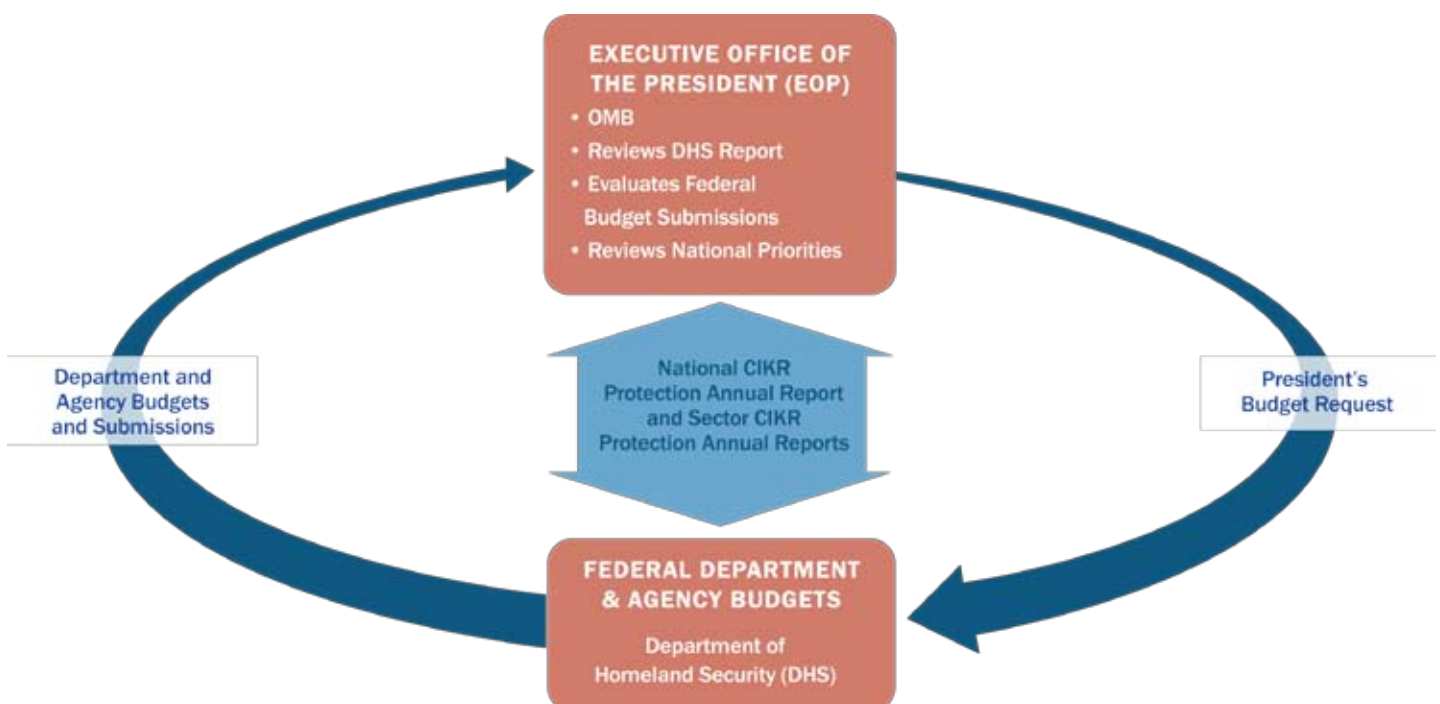 EXECUTIVE OFFICE OF
THE PRESIDENT (EOP)
• OMB
• Reviews DHS Report
• Evaluates Federal
Budget Submissions
• Reviews National Priorities
Department and
Agency Budgets
and Submissions
National CIKR
Protection Annual Report
and Sector CIKR
Protection Annual Reports
President's
Budget Request
FEDERAL DEPARTMENT
& AGENCY BUDGETS
Department of
Homeland Security (DHS)